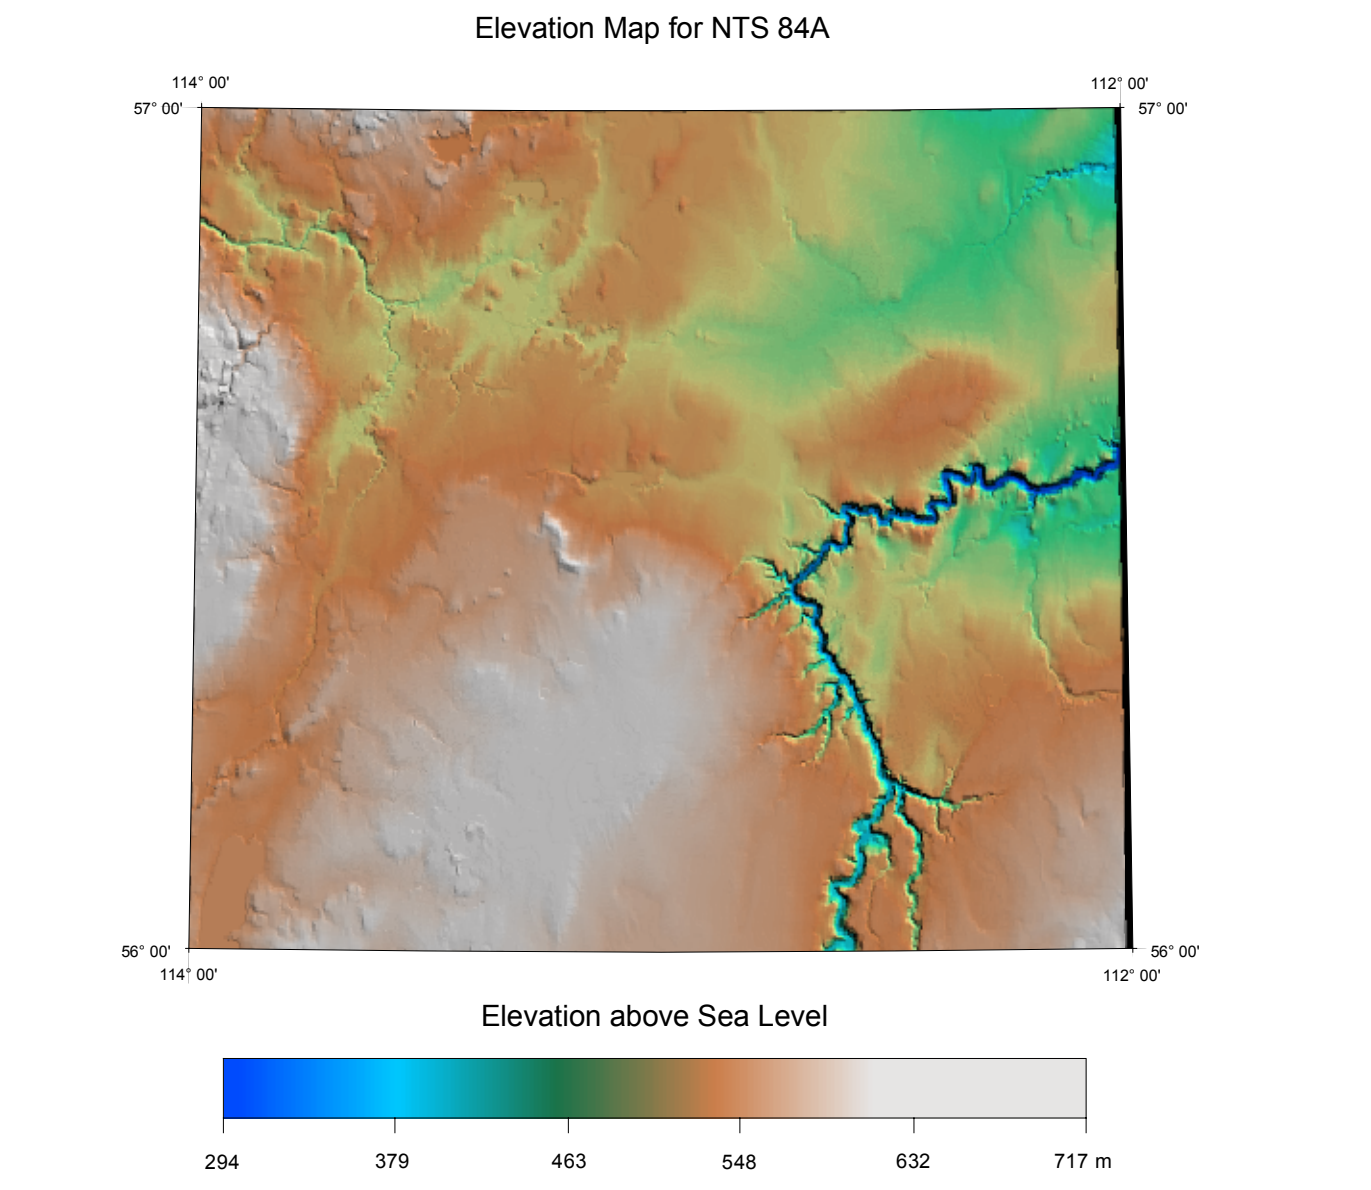 Elevation Map for NTS 84A
114° 00' 112° 00'
57° 00' 57° 00'
56° 00' 56° 00'
114° 00' 112° 00'
Elevation above Sea Level
294 379 463 548 632 717 m